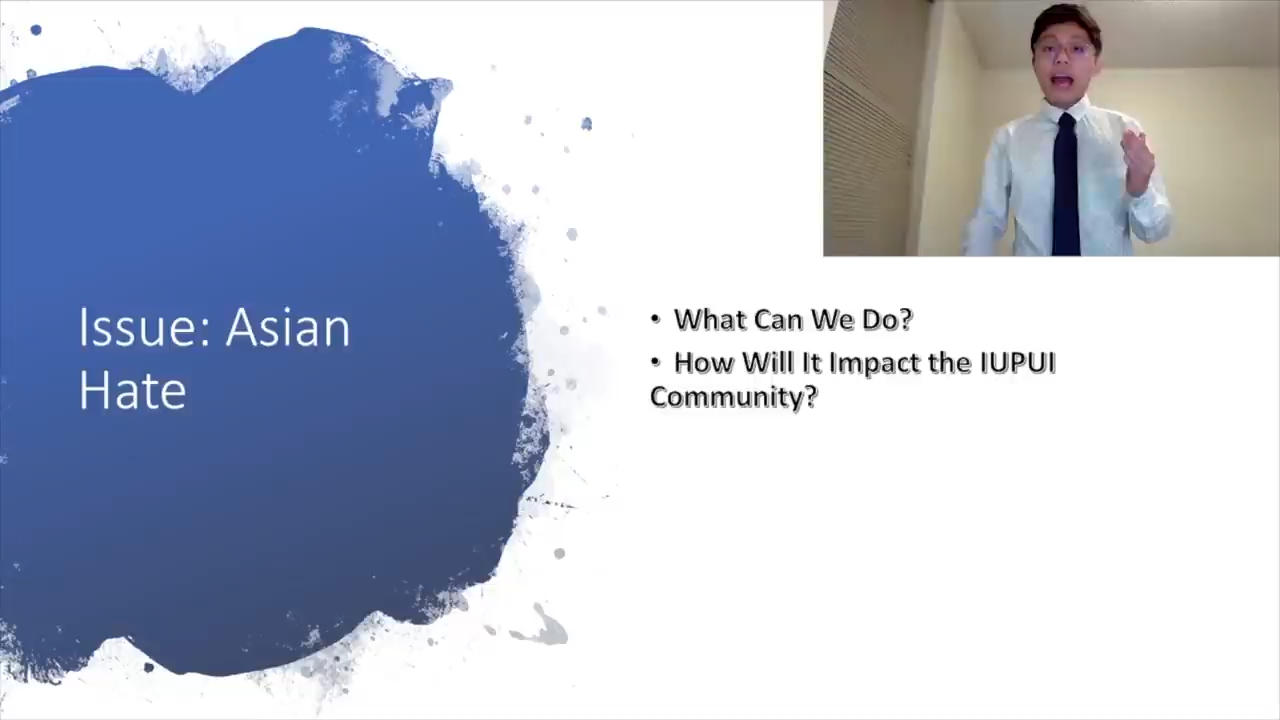 Issue: Asian
Hate
• What Can We Do?
• How Will It Impact the IUPUI
Community?